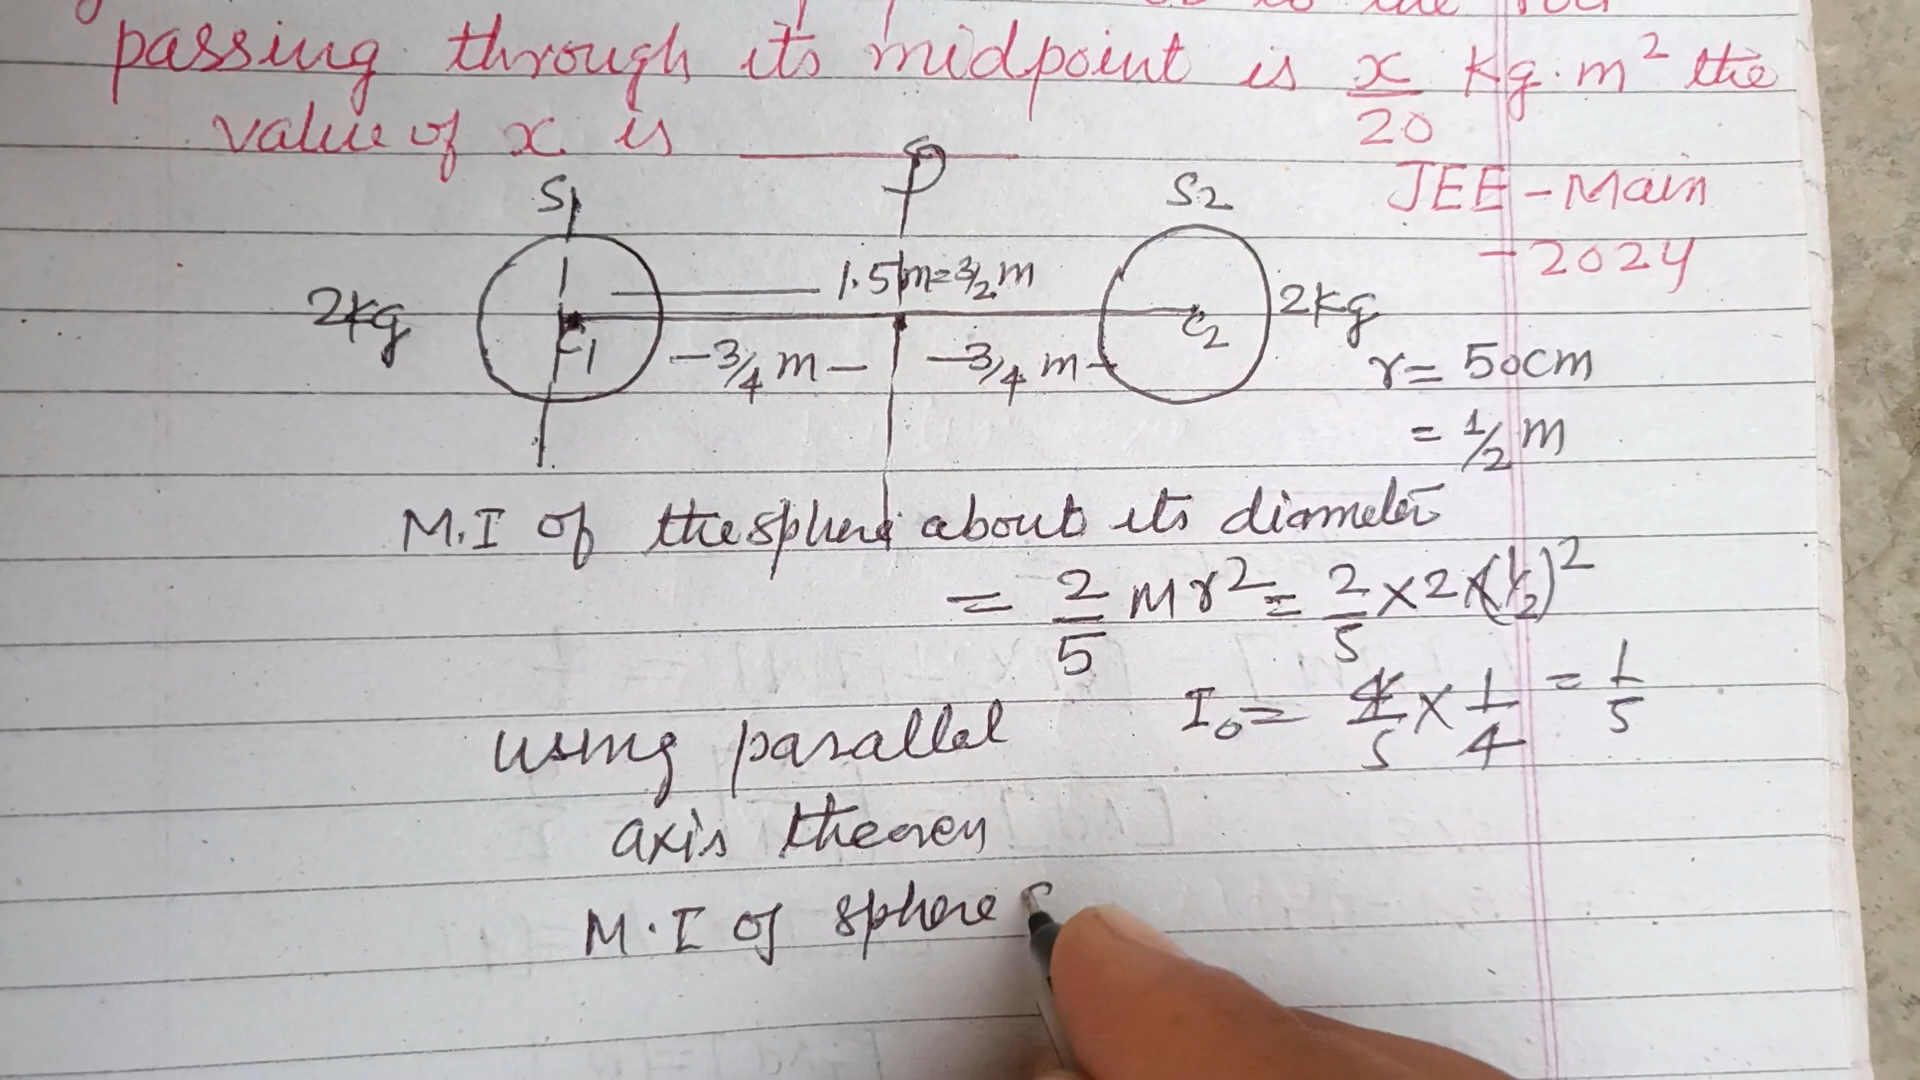 passing through its midpoint is x/20 Kg·m² the
value of x is ______
JEE-Main
-2024
S1 P S2
1.5m=3/2m
2kg C1 C2 2kg
-3/4 m- -3/4 m-
r= 50cm
= 1/2 m
M.I of the sphere about its diameter
= 2/5 Mr² = 2/5 ×2×(1/2)²
I₀= 4/5 × 1/4 = 1/5
using parallel
axis theorem
M.I of sphere S